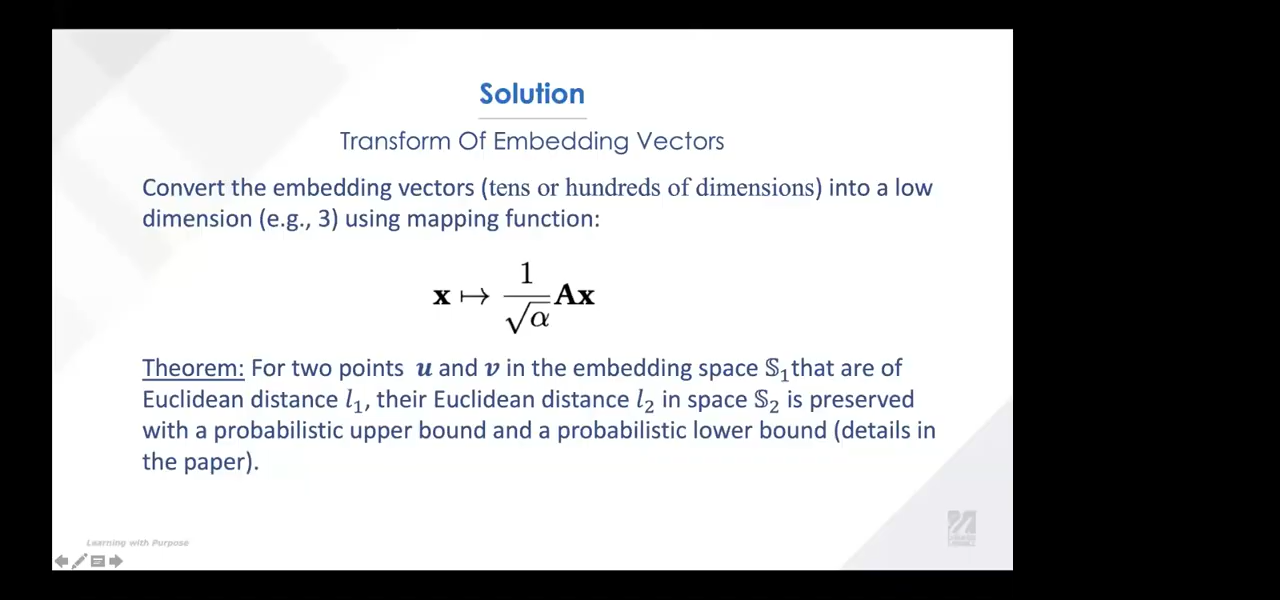 Solution
Transform Of Embedding Vectors
Convert the embedding vectors (tens or hundreds of dimensions) into a low
dimension (e.g., 3) using mapping function:
𝐱 ↦ 1/√α 𝐀𝐱
Theorem: For two points 𝒖 and 𝒗 in the embedding space 𝕊₁that are of
Euclidean distance 𝑙₁, their Euclidean distance 𝑙₂ in space 𝕊₂ is preserved
with a probabilistic upper bound and a probabilistic lower bound (details in
the paper).
Learning with Purpose